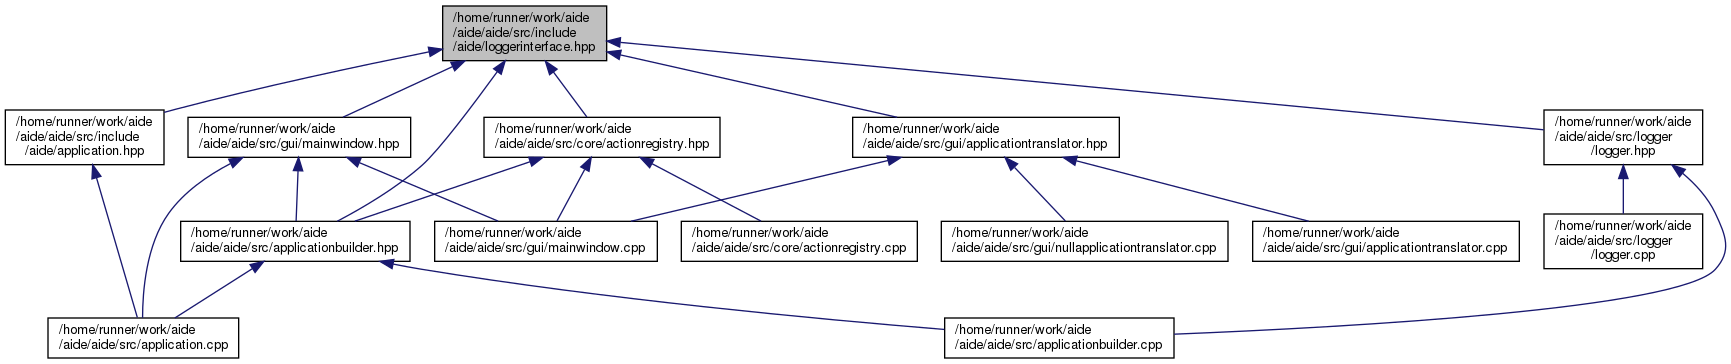 /home/runner/work/aide
/aide/aide/src/include
/aide/loggerinterface.hpp
/home/runner/work/aide
/aide/aide/src/include
/aide/application.hpp
/home/runner/work/aide
/aide/aide/src/gui/mainwindow.hpp
/home/runner/work/aide
/aide/aide/src/core/actionregistry.hpp
/home/runner/work/aide
/aide/aide/src/gui/applicationtranslator.hpp
/home/runner/work/aide
/aide/aide/src/logger
/logger.hpp
/home/runner/work/aide
/aide/aide/src/applicationbuilder.hpp
/home/runner/work/aide
/aide/aide/src/gui/mainwindow.cpp
/home/runner/work/aide
/aide/aide/src/core/actionregistry.cpp
/home/runner/work/aide
/aide/aide/src/gui/nullapplicationtranslator.cpp
/home/runner/work/aide
/aide/aide/src/gui/applicationtranslator.cpp
/home/runner/work/aide
/aide/aide/src/logger
/logger.cpp
/home/runner/work/aide
/aide/aide/src/application.cpp
/home/runner/work/aide
/aide/aide/src/applicationbuilder.cpp